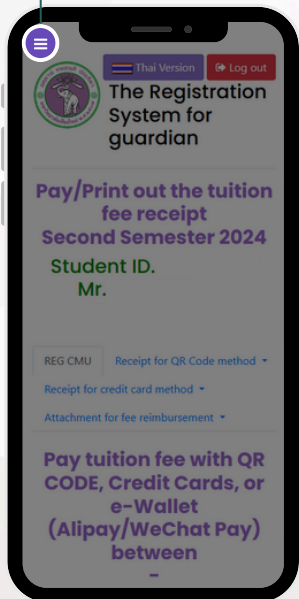 Thai Version
Log out
The Registration
System for
guardian
Pay/Print out the tuition
fee receipt
Second Semester 2024
Student ID.
Mr.
REG CMU
Receipt for QR Code method
Receipt for credit card method
Attachment for fee reimbursement
Pay tuition fee with QR
CODE, Credit Cards, or
e-Wallet
(Alipay/WeChat Pay)
between
-